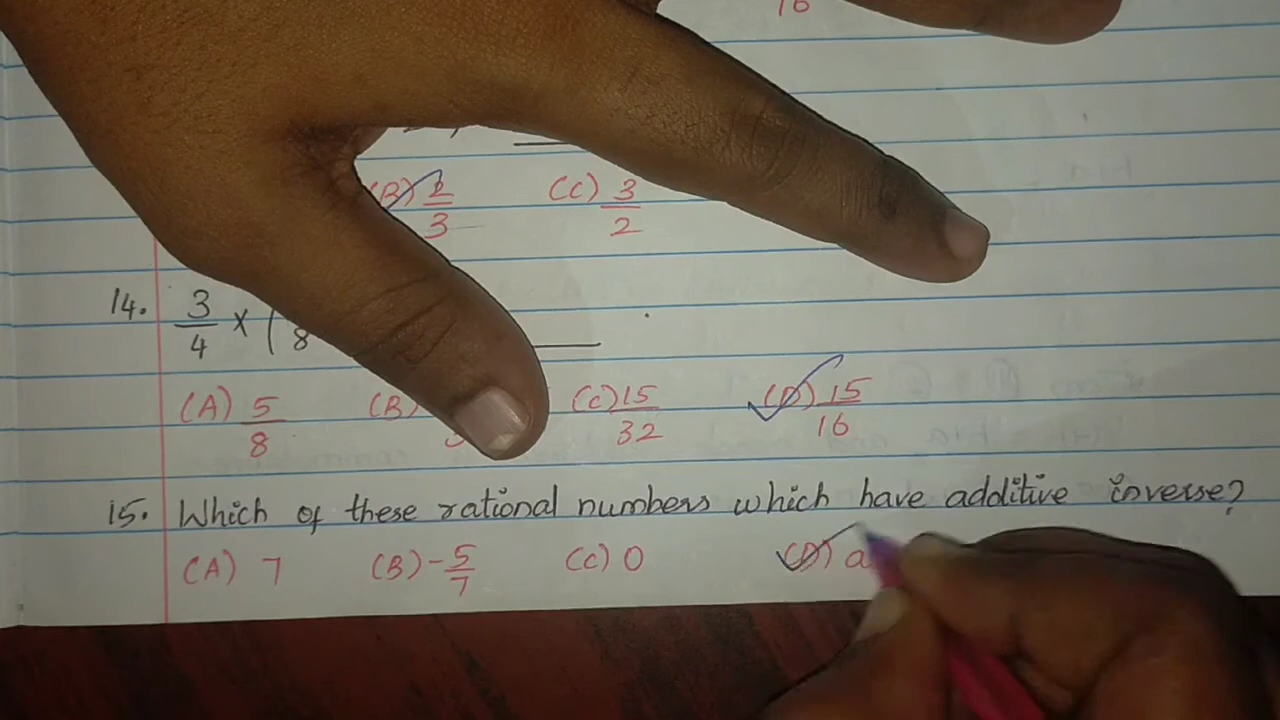 16
(B) 2/3 (C) 3/2
14. 3/4 × ( 8
(A) 5/8 (B) (C) 15/32 (D) 15/16
15. Which of these rational numbers which have additive inverse?
(A) 7 (B) -5/7 (C) 0 (D) a